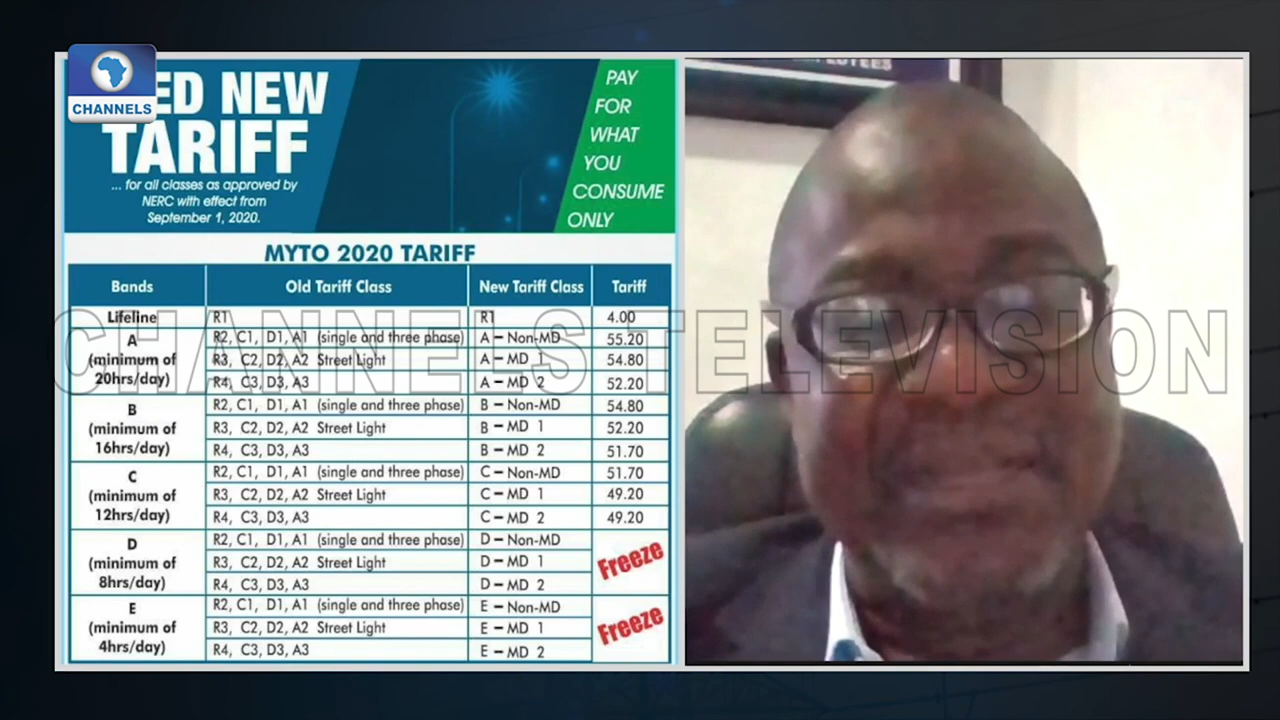 CHANNELS
ED NEW
TARIFF
... for all classes as approved by
NERC with effect from
September 1, 2020.
PAY
FOR
WHAT
YOU
CONSUME
ONLY
MYTO 2020 TARIFF
Bands Old Tariff Class New Tariff Class Tariff
Lifeline R1 R1 4.00
A (minimum of 20hrs/day)
R2, C1, D1, A1 (single and three phase) A – Non-MD 55.20
R3, C2, D2, A2 Street Light A – MD 1 54.80
R4, C3, D3, A3 A – MD 2 52.20
B (minimum of 16hrs/day)
R2, C1, D1, A1 (single and three phase) B – Non-MD 54.80
R3, C2, D2, A2 Street Light B – MD 1 52.20
R4, C3, D3, A3 B – MD 2 51.70
C (minimum of 12hrs/day)
R2, C1, D1, A1 (single and three phase) C – Non-MD 51.70
R3, C2, D2, A2 Street Light C – MD 1 49.20
R4, C3, D3, A3 C – MD 2 49.20
D (minimum of 8hrs/day)
R2, C1, D1, A1 (single and three phase) D – Non-MD
R3, C2, D2, A2 Street Light D – MD 1
R4, C3, D3, A3 D – MD 2
Freeze
E (minimum of 4hrs/day)
R2, C1, D1, A1 (single and three phase) E – Non-MD
R3, C2, D2, A2 Street Light E – MD 1
R4, C3, D3, A3 E – MD 2
Freeze
CHANNELS TELEVISION